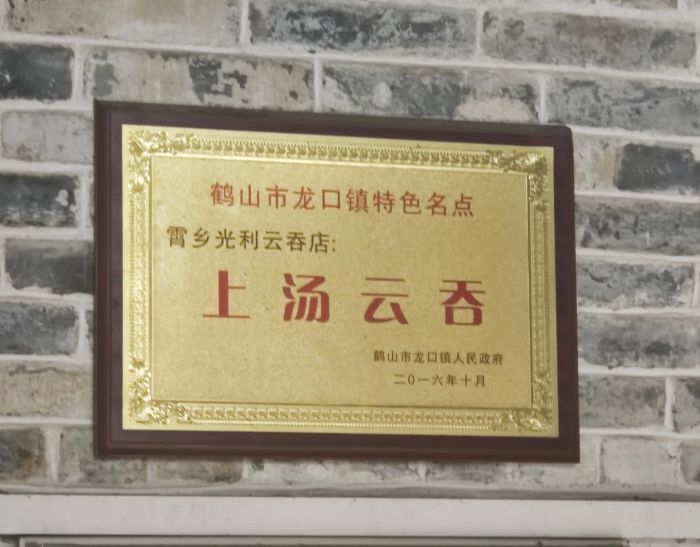 鹤山市龙口镇特色名点
霄乡光利云吞店:
上汤云吞
鹤山市龙口镇人民政府
二〇一六年十月